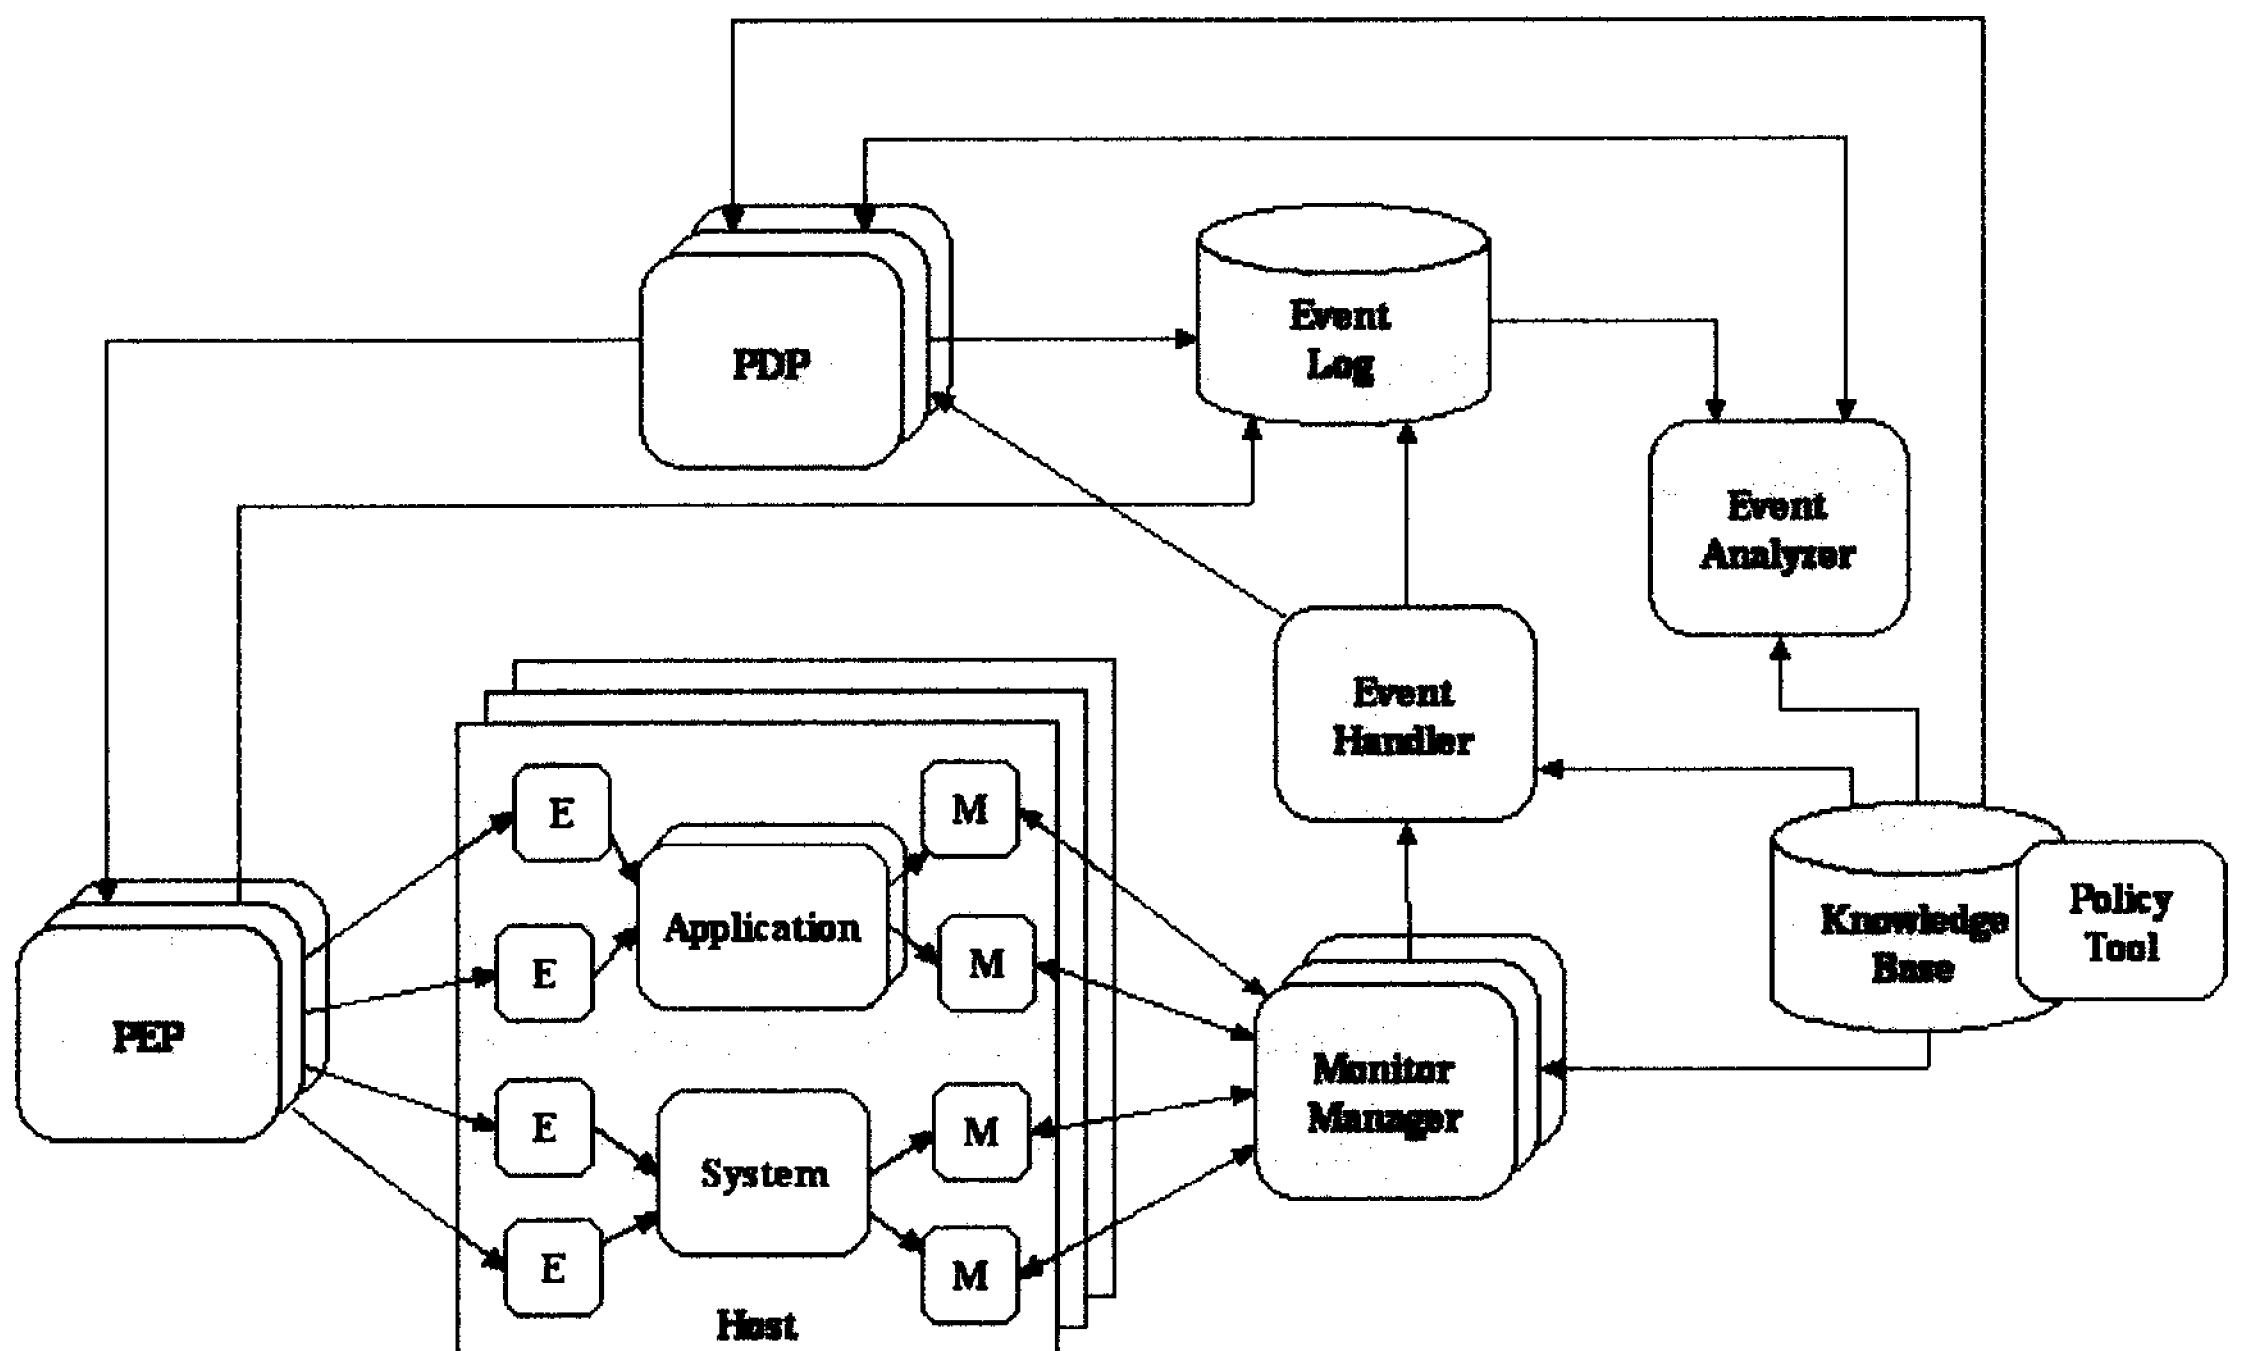 PDP
Event
Log
Event
Analyzer
Event
Handler
E
M
Application
Policy
Tool
Knowledge
Base
E
M
PEP
Monitor
Manager
E
M
System
E
M
Host